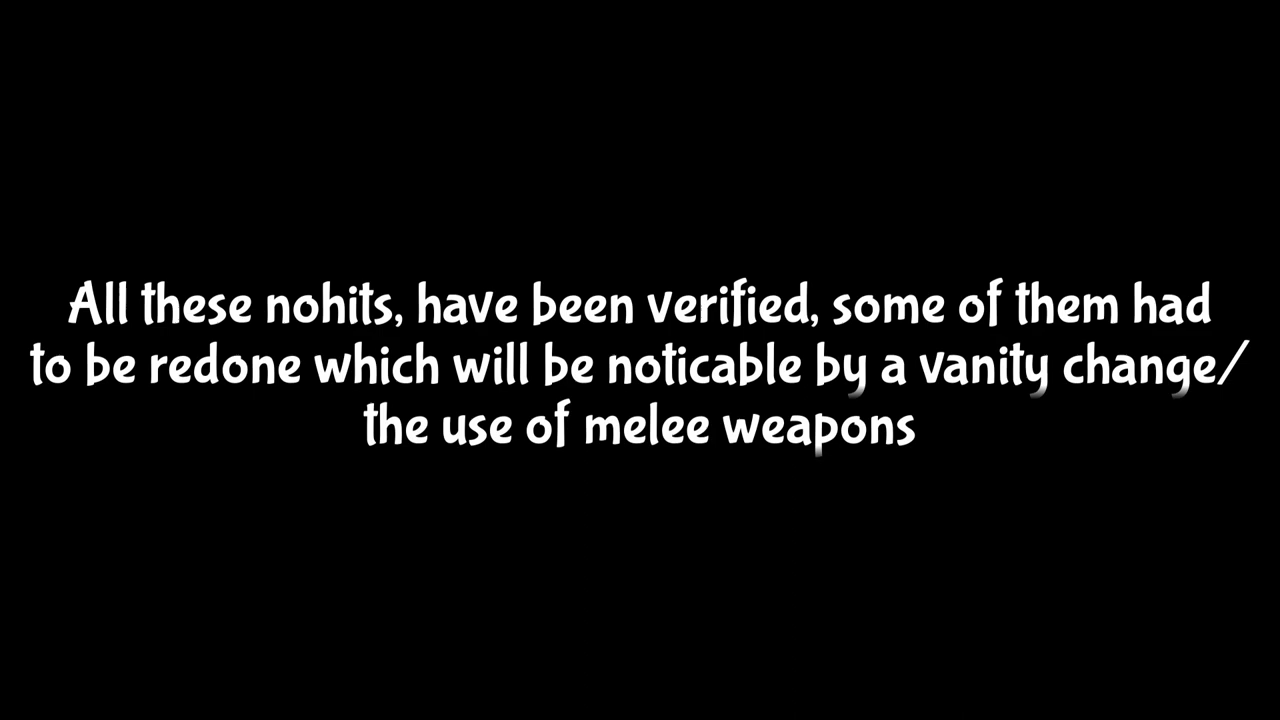 All these nohits, have been verified, some of them had
to be redone which will be noticable by a vanity change/
the use of melee weapons